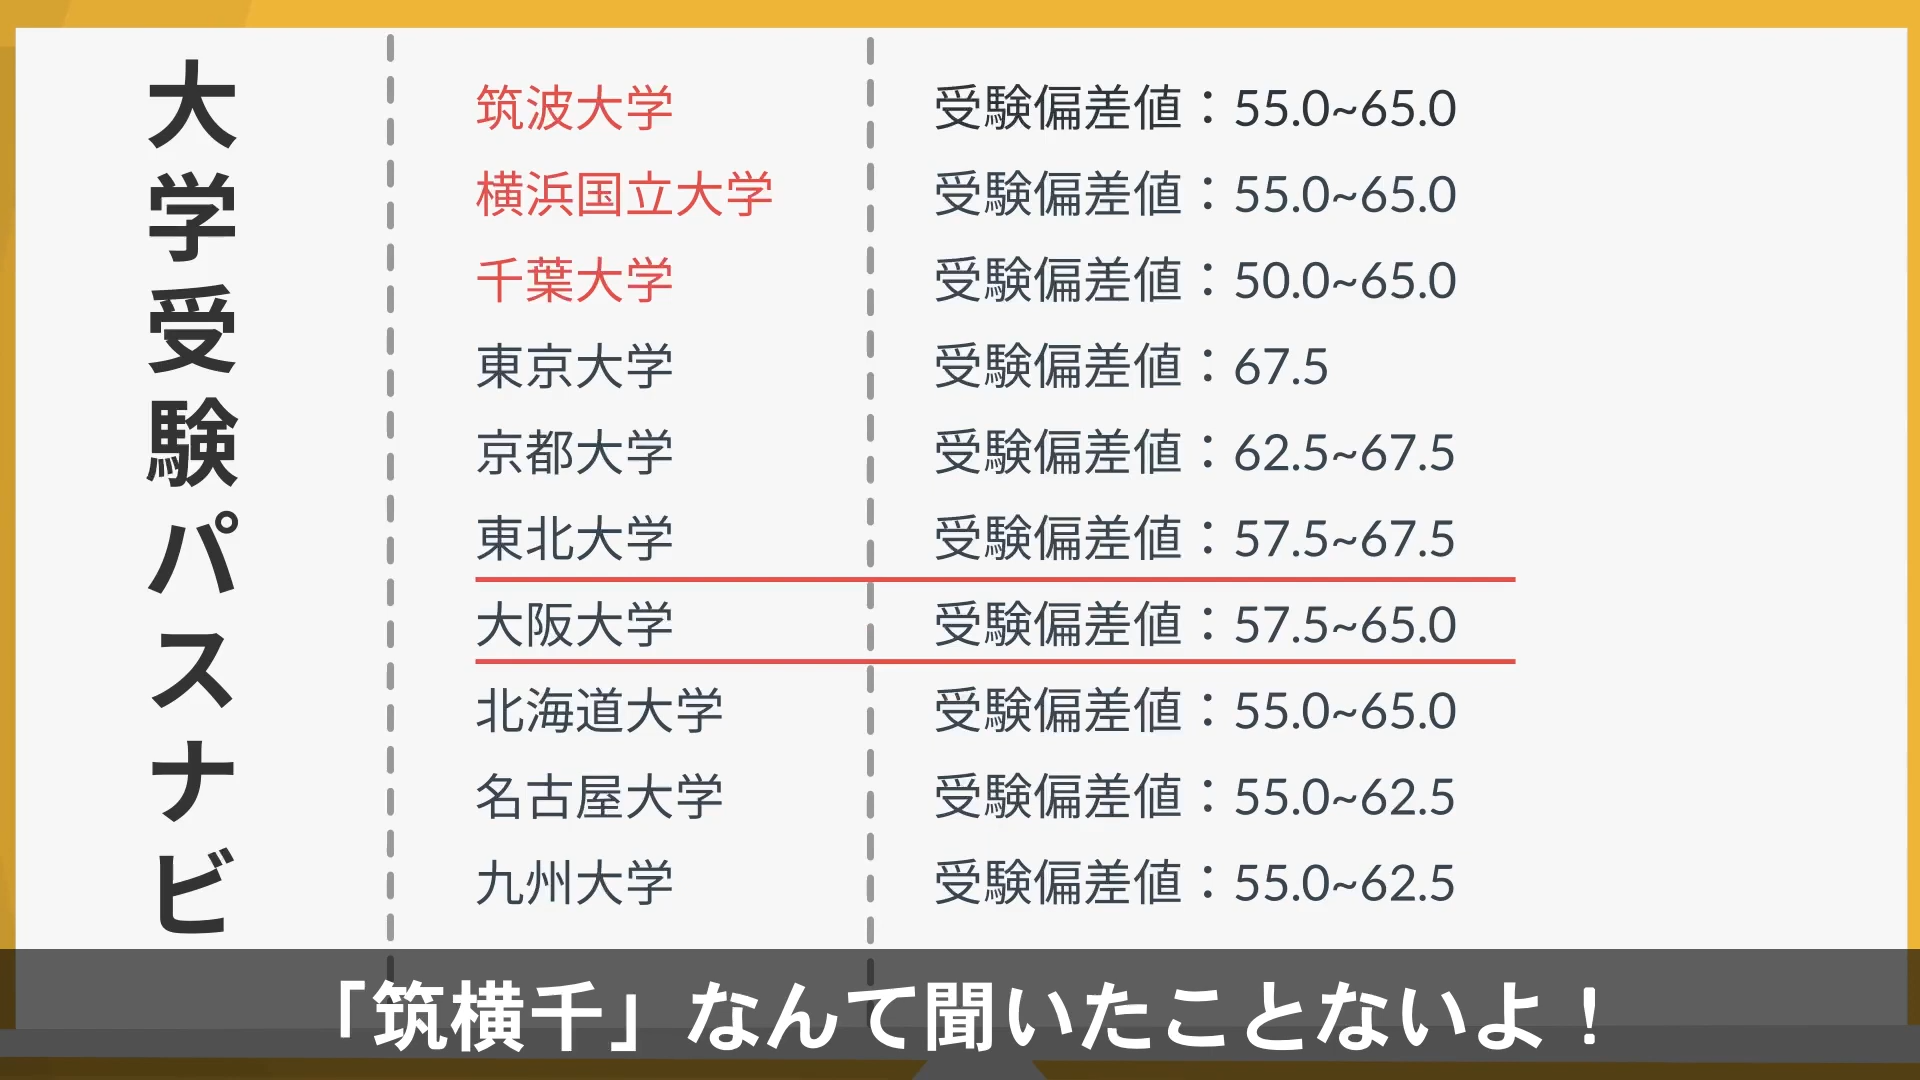 大学受験パスナビ
筑波大学 受験偏差値：55.0~65.0
横浜国立大学 受験偏差値：55.0~65.0
千葉大学 受験偏差値：50.0~65.0
東京大学 受験偏差値：67.5
京都大学 受験偏差値：62.5~67.5
東北大学 受験偏差値：57.5~67.5
大阪大学 受験偏差値：57.5~65.0
北海道大学 受験偏差値：55.0~65.0
名古屋大学 受験偏差値：55.0~62.5
九州大学 受験偏差値：55.0~62.5
「筑横千」なんて聞いたことないよ！